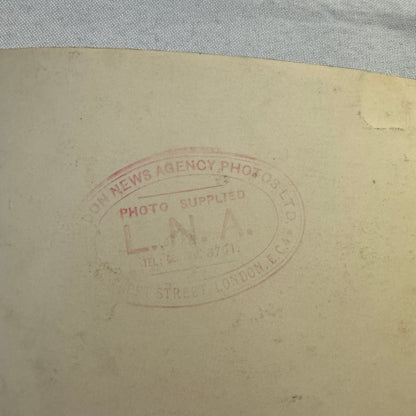 DON NEWS AGENCY PHOTOS LTD.
PHOTO SUPPLIED
L.N.A.
STREET, LONDON, E.C.4